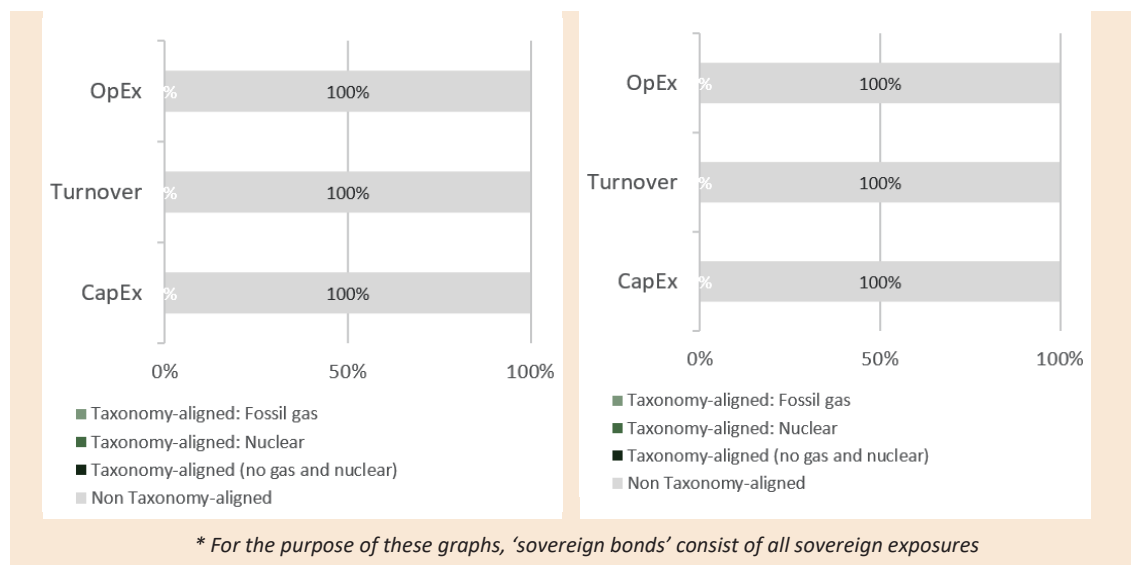 OpEx
% 100%
Turnover
% 100%
CapEx
% 100%
0% 50% 100%
Taxonomy-aligned: Fossil gas
Taxonomy-aligned: Nuclear
Taxonomy-aligned (no gas and nuclear)
Non Taxonomy-aligned
OpEx
% 100%
Turnover
% 100%
CapEx
% 100%
0% 50% 100%
Taxonomy-aligned: Fossil gas
Taxonomy-aligned: Nuclear
Taxonomy-aligned (no gas and nuclear)
Non Taxonomy-aligned
* For the purpose of these graphs, ‘sovereign bonds’ consist of all sovereign exposures